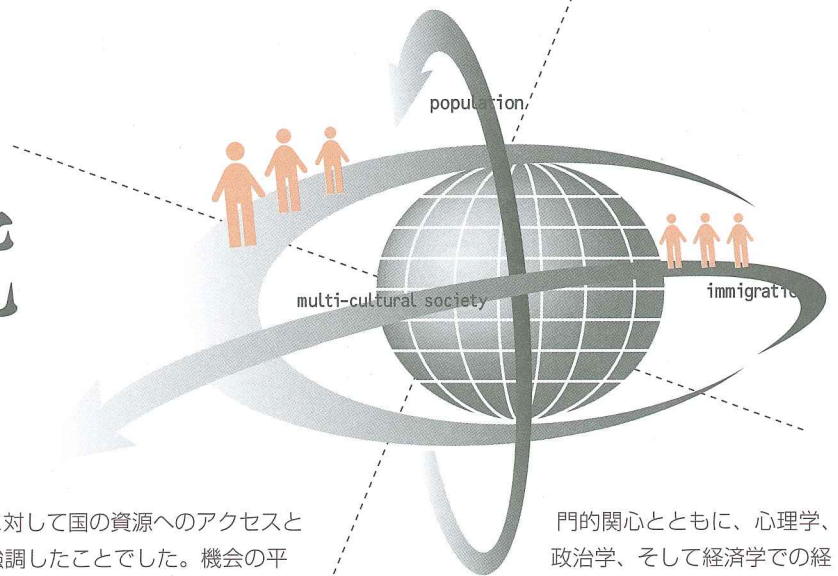 population
multi-cultural society
immigratio
対して国の資源へのアクセスと
調したことでした。機会の平
門的関心とともに、心理学、
政治学、そして経済学での経